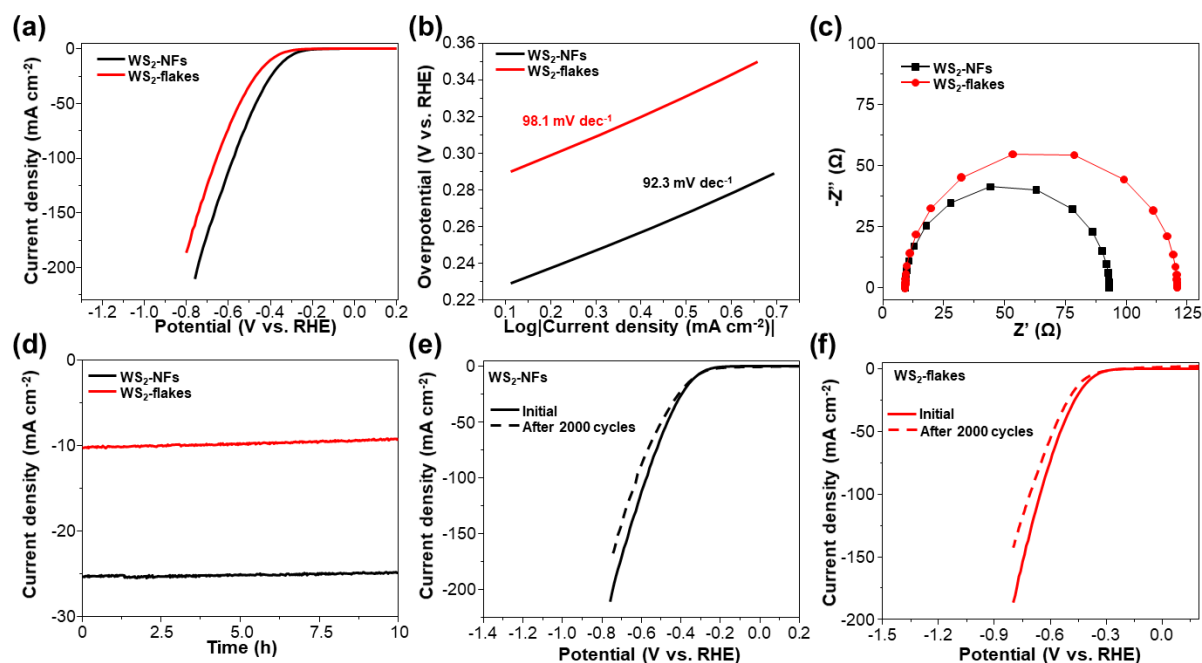 (a)
WS₂-NFs
WS₂-flakes
Current density (mA cm⁻²)
0
-50
-100
-150
-200
-1.2 -1.0 -0.8 -0.6 -0.4 -0.2 0.0 0.2
Potential (V vs. RHE)
(b)
WS₂-NFs
WS₂-flakes
98.1 mV dec⁻¹
92.3 mV dec⁻¹
Overpotential (V vs. RHE)
0.36
0.34
0.32
0.30
0.28
0.26
0.24
0.22
0.1 0.2 0.3 0.4 0.5 0.6 0.7
Log|Current density (mA cm⁻²)|
(c)
WS₂-NFs
WS₂-flakes
-Z'' (Ω)
100
75
50
25
0
0 25 50 75 100 125
Z' (Ω)
(d)
WS₂-NFs
WS₂-flakes
Current density (mA cm⁻²)
0
-10
-20
-30
0 2.5 5.0 7.5 10
Time (h)
(e)
WS₂-NFs
Initial
After 2000 cycles
Current density (mA cm⁻²)
0
-50
-100
-150
-200
-1.4 -1.2 -1.0 -0.8 -0.6 -0.4 -0.2 0.0 0.2
Potential (V vs. RHE)
(f)
WS₂-flakes
Initial
After 2000 cycles
Current density (mA cm⁻²)
0
-50
-100
-150
-200
-1.5 -1.2 -0.9 -0.6 -0.3 0.0
Potential (V vs. RHE)